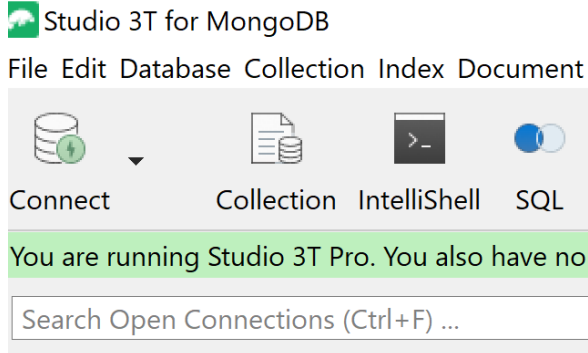 Studio 3T for MongoDB
File Edit Database Collection Index Document
>_
Connect Collection IntelliShell SQL
You are running Studio 3T Pro. You also have no
Search Open Connections (Ctrl+F) ...